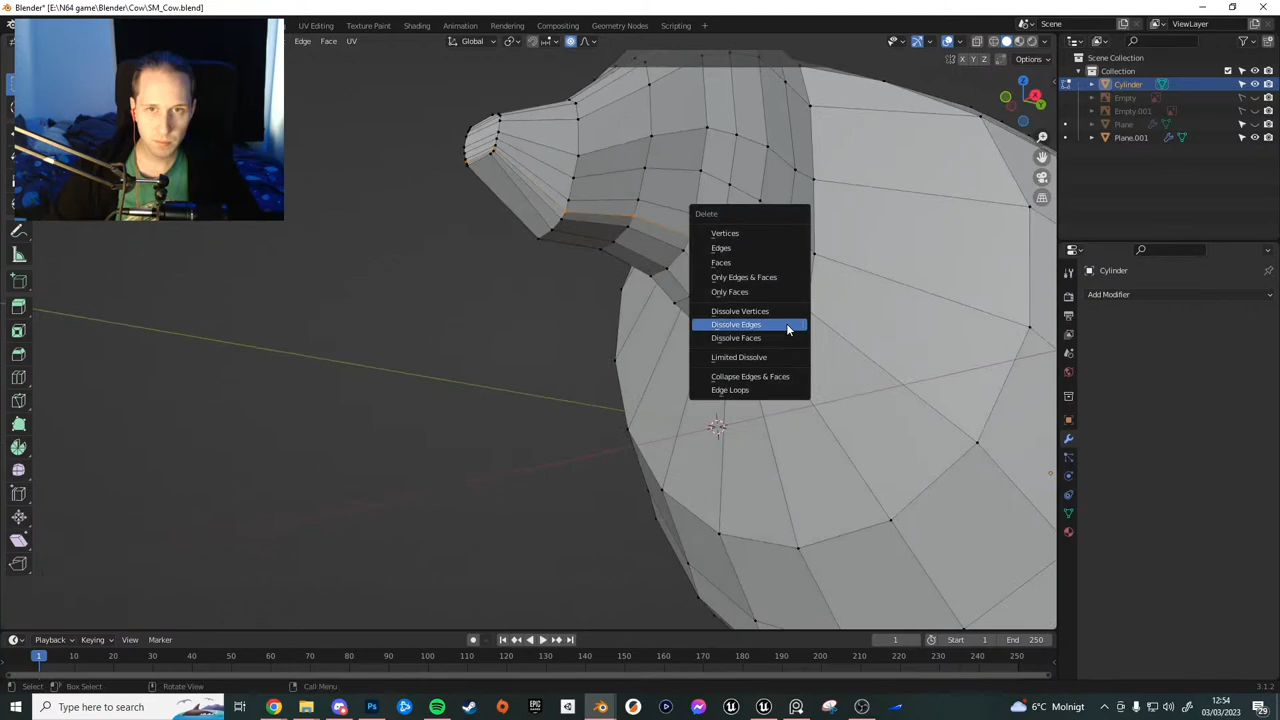 Blender* [E:\N64 game\Blender\Cow\SM_Cow.blend]
UV Editing Texture Paint Shading Animation Rendering Compositing Geometry Nodes Scripting +
Scene ViewLayer
Edge Face UV Global
Options
X Y Z
Scene Collection
Collection
Cylinder
Empty
Empty.001
Plane
Plane.001
Z
X
Y
Delete
Vertices
Edges
Faces
Only Edges & Faces
Only Faces
Dissolve Vertices
Dissolve Edges
Dissolve Faces
Limited Dissolve
Collapse Edges & Faces
Edge Loops
Cylinder
Add Modifier
Playback Keying View Marker
1 Start 1 End 250
1 10 20 30 40 50 60 70 80 90 100 110 120 130 140 150 160 170 180 190 200 210 220 230 240 250
Select Box Select Rotate View Call Menu 3.1.2
Type here to search
6°C Molnigt
12:54
03/03/2023